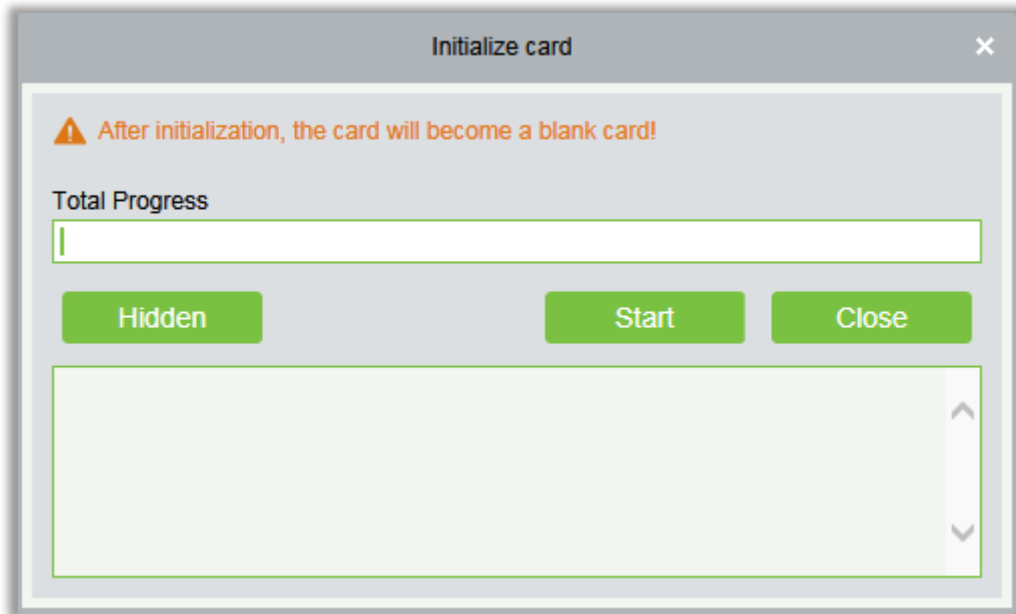 Initialize card
After initialization, the card will become a blank card!
Total Progress
Hidden
Start
Close